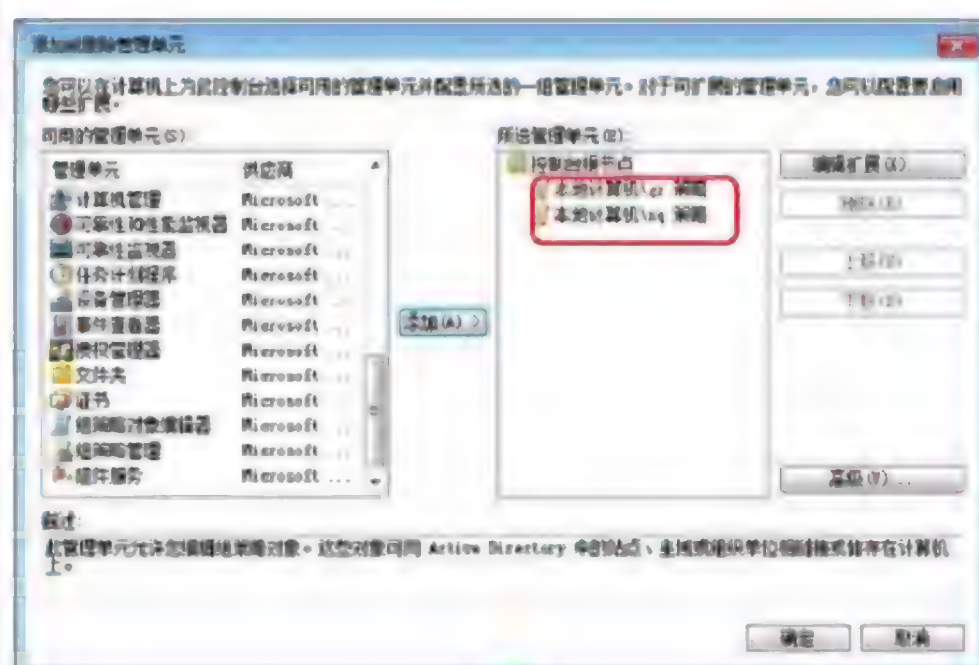 添加或删除管理单元
您可以在计算机上为此控制台选择可用的管理单元并配置所选的一组管理单元。对于可扩展的管理单元，您可以配置要启用
哪些扩展。
可用的管理单元(S):
所选管理单元(E):
管理单元 供应商
计算机管理 Microsoft ...
可靠性和性能监视器 Microsoft ...
可靠性监视器 Microsoft ...
任务计划程序 Microsoft ...
设备管理器 Microsoft ...
事件查看器 Microsoft ...
授权管理器 Microsoft ...
文件夹 Microsoft ...
证书 Microsoft ...
组策略对象编辑器 Microsoft ...
组策略管理 Microsoft ...
组件服务 Microsoft ...
添加(A) >
控制台根节点
本地计算机\ 策略
本地计算机\ 策略
编辑扩展(X)
高级(V)...
描述:
此管理单元允许您编辑组策略对象。这些对象可同 Active Directory 中的站点、主域或组织单位相链接或储存在计算机
上。
确定
取消